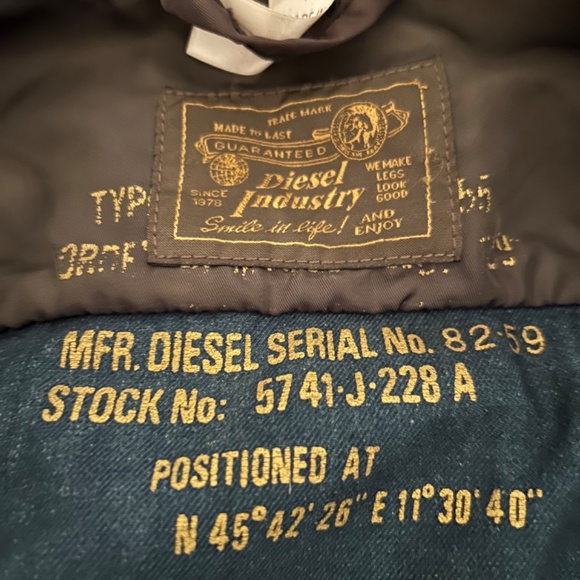 TRADE MARK
MADE TO LAST
GUARANTEED
SINCE
1978
Diesel
Industry
WE MAKE
LEGS
LOOK
GOOD
AND
ENJOY
Smile in life!
TYP
MFR. DIESEL SERIAL No. 82-59
STOCK No: 5741-J-228 A
POSITIONED AT
N 45°42'26" E 11°30'40"